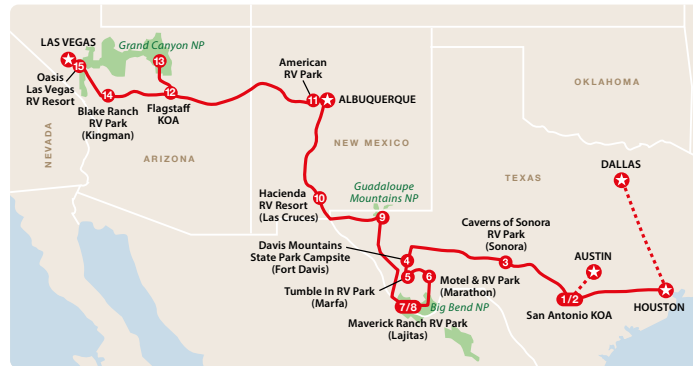 LAS VEGAS
Grand Canyon NP
15
13
Oasis
Las Vegas
RV Resort
14
Blake Ranch
RV Park
(Kingman)
12
Flagstaff
KOA
NEVADA
ARIZONA
American
RV Park
11
ALBUQUERQUE
NEW MEXICO
OKLAHOMA
TEXAS
DALLAS
Hacienda
RV Resort
(Las Cruces)
10
Guadaloupe
Mountains NP
9
Davis Mountains
State Park Campsite
(Fort Davis)
4
Caverns of Sonora
RV Park
(Sonora)
3
AUSTIN
5
6
Tumble In RV Park
(Marfa)
Motel & RV Park
(Marathon)
7/8
Big Bend NP
Maverick Ranch RV Park
(Lajitas)
1/2
San Antonio KOA
HOUSTON